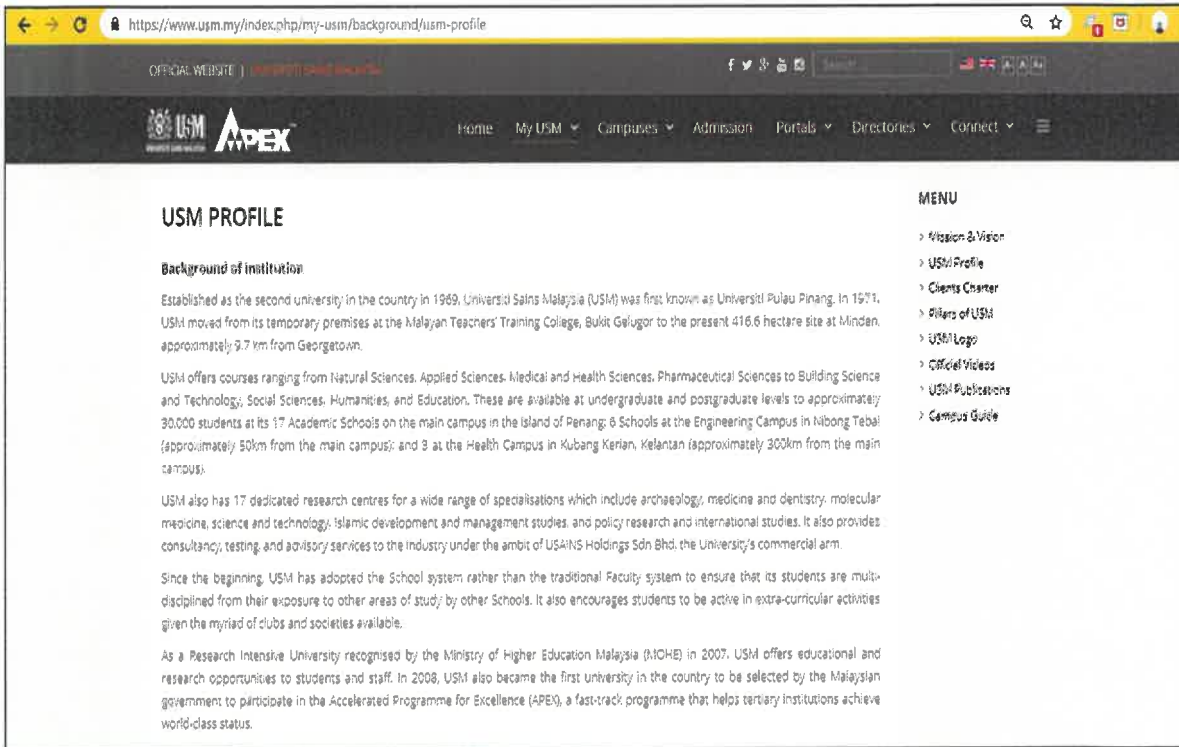 https://www.usm.my/index.php/my-usm/background/usm-profile
OFFICIAL WEBSITE | UNIVERSITI SAINS MALAYSIA
Search
A- A A+
USM APEX™
Home My USM Campuses Admission Portals Directories Connect
USM PROFILE
Background of institution
Established as the second university in the country in 1969, Universiti Sains Malaysia (USM) was first known as Universiti Pulau Pinang. In 1971,
USM moved from its temporary premises at the Malayan Teachers' Training College, Bukit Gelugor to the present 416.6 hectare site at Minden,
approximately 9.7 km from Georgetown.
USM offers courses ranging from Natural Sciences, Applied Sciences, Medical and Health Sciences, Pharmaceutical Sciences to Building Science
and Technology, Social Sciences, Humanities, and Education. These are available at undergraduate and postgraduate levels to approximately
30,000 students at its 17 Academic Schools on the main campus in the island of Penang; 6 Schools at the Engineering Campus in Nibong Tebal
(approximately 50km from the main campus); and 3 at the Health Campus in Kubang Kerian, Kelantan (approximately 300km from the main
campus).
USM also has 17 dedicated research centres for a wide range of specialisations which include archaeology, medicine and dentistry, molecular
medicine, science and technology, Islamic development and management studies, and policy research and international studies. It also provides
consultancy, testing, and advisory services to the industry under the ambit of USAINS Holdings Sdn Bhd, the University's commercial arm.
Since the beginning, USM has adopted the School system rather than the traditional Faculty system to ensure that its students are multi-
disciplined from their exposure to other areas of study by other Schools. It also encourages students to be active in extra-curricular activities
given the myriad of clubs and societies available.
As a Research Intensive University recognised by the Ministry of Higher Education Malaysia (MOHE) in 2007, USM offers educational and
research opportunities to students and staff. In 2008, USM also became the first university in the country to be selected by the Malaysian
government to participate in the Accelerated Programme for Excellence (APEX), a fast-track programme that helps tertiary institutions achieve
world-class status.
MENU
> Mission & Vision
> USM Profile
> Clients Charter
> Pillars of USM
> USM Logo
> Official Videos
> USM Publications
> Campus Guide